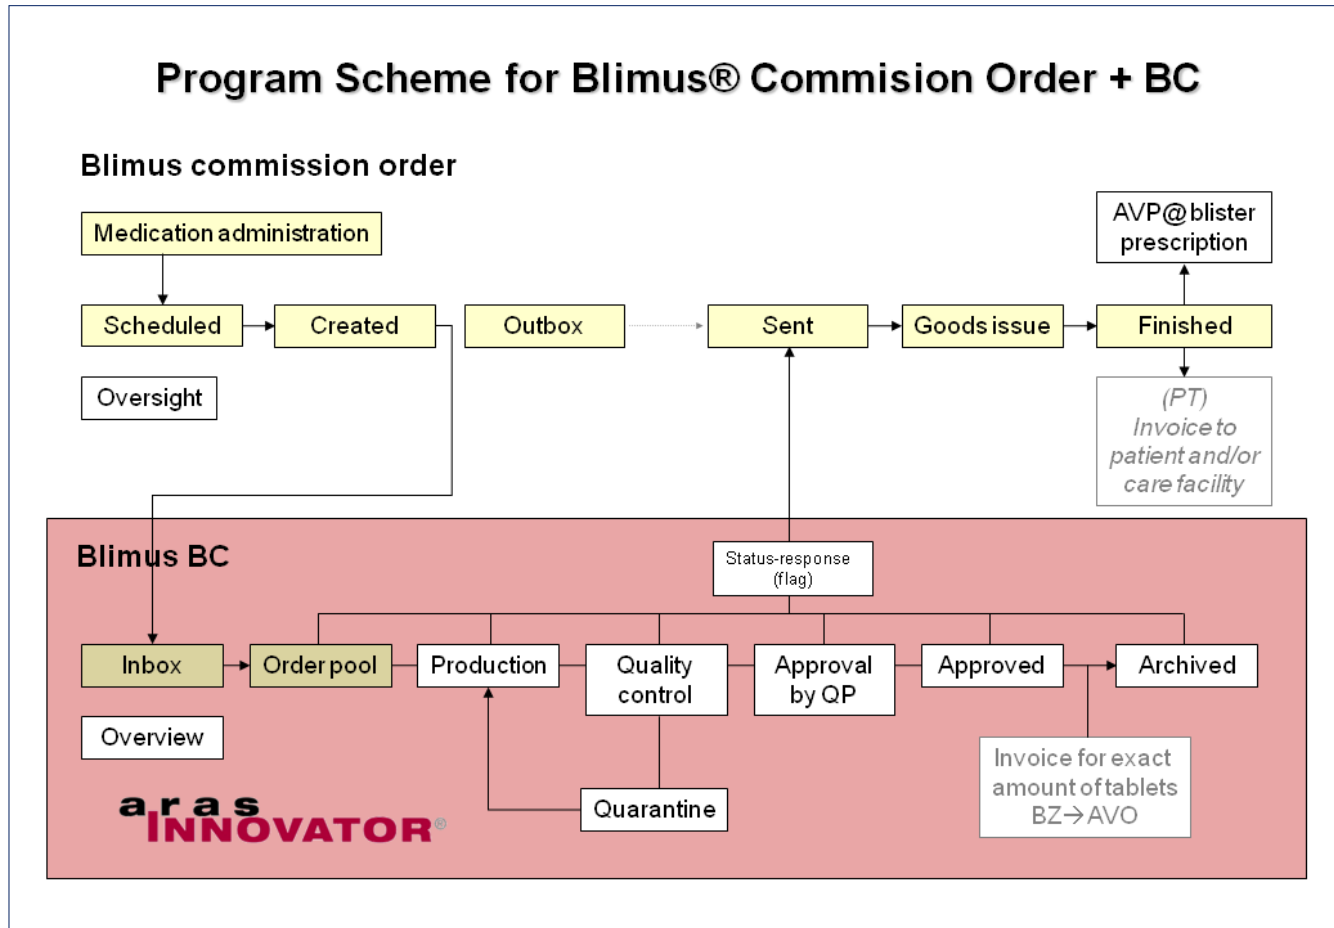 Program Scheme for Blimus® Commision Order + BC
Blimus commission order
Medication administration
AVP@blister
prescription
Scheduled
Created
Outbox
Sent
Goods issue
Finished
Oversight
(PT)
Invoice to
patient and/or
care facility
Blimus BC
Status-response
(flag)
Inbox
Order pool
Production
Quality
control
Approval
by QP
Approved
Archived
Overview
Invoice for exact
amount of tablets
BZ→AVO
Quarantine
aras
INNOVATOR®